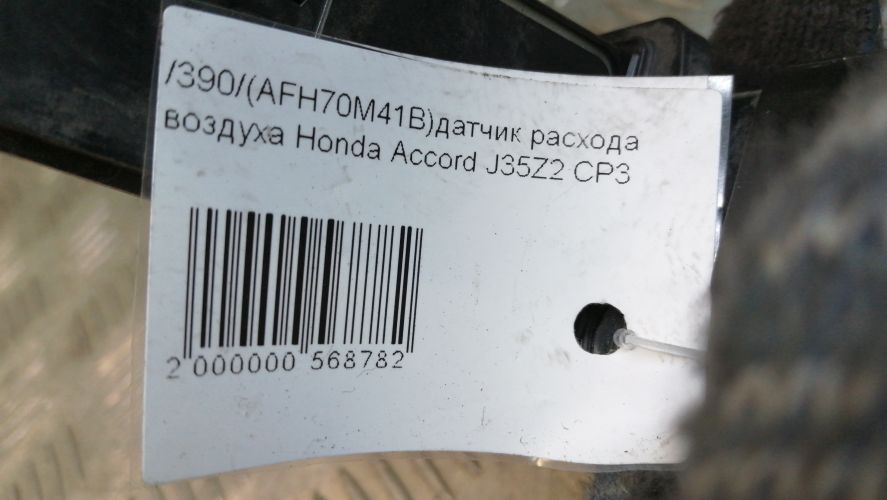 /390/(AFH70M41B)датчик расхода
воздуха Honda Accord J35Z2 CP3
2 000000 568782